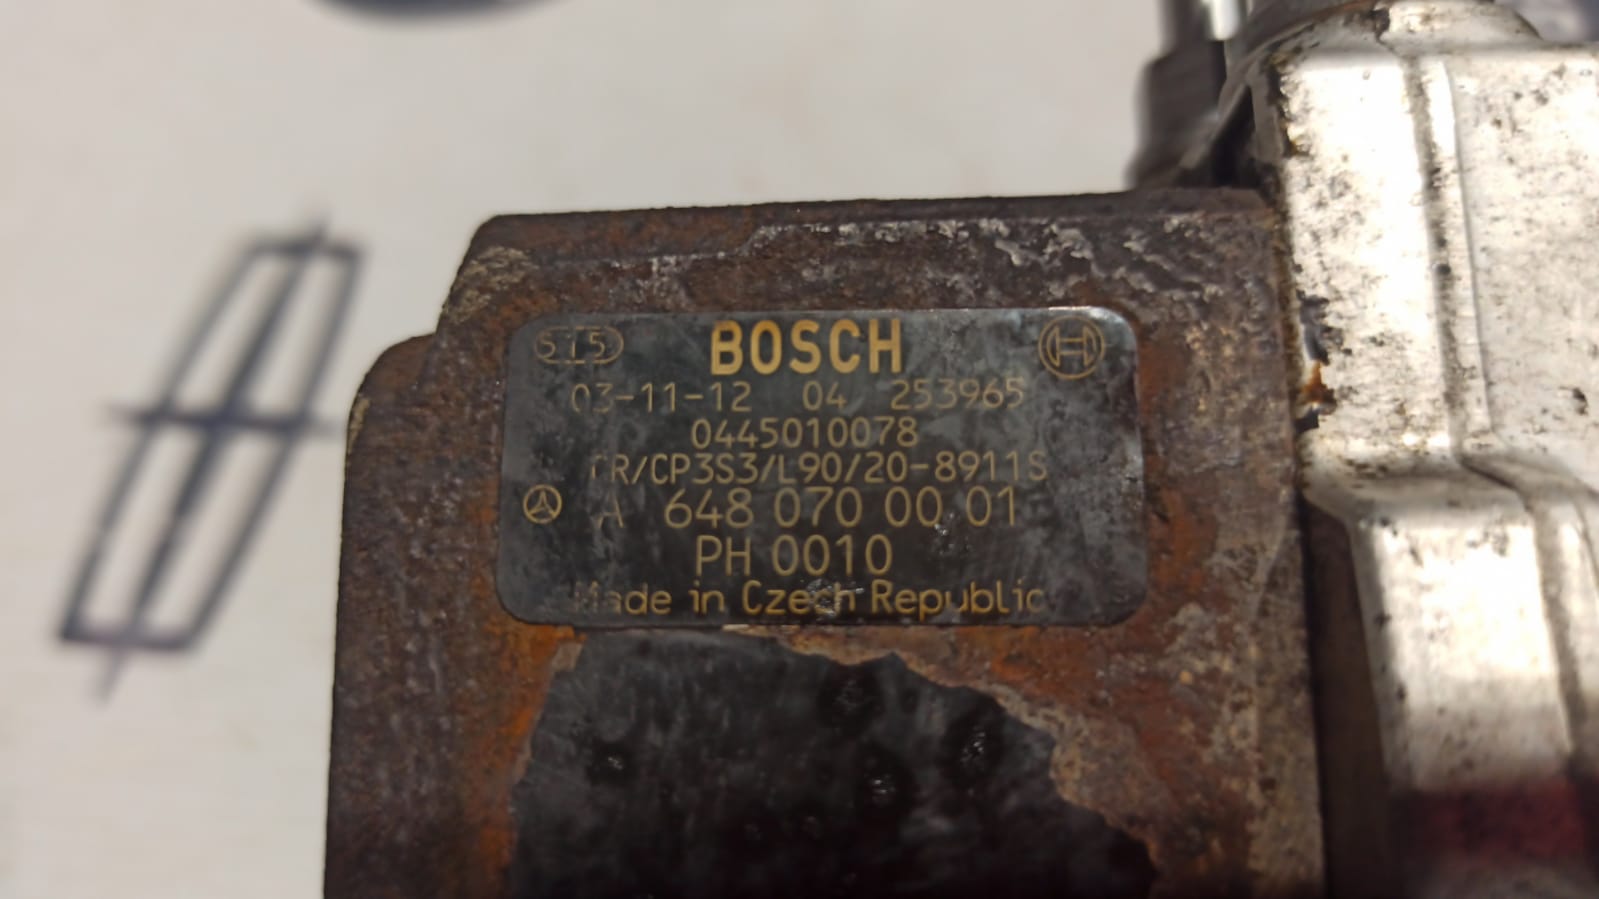 515 BOSCH
03-11-12 04 253965
0445010078
CR/CP3S3/L90/20-8911S
A 648 070 00 01
PH 0010
Made in Czech Republic